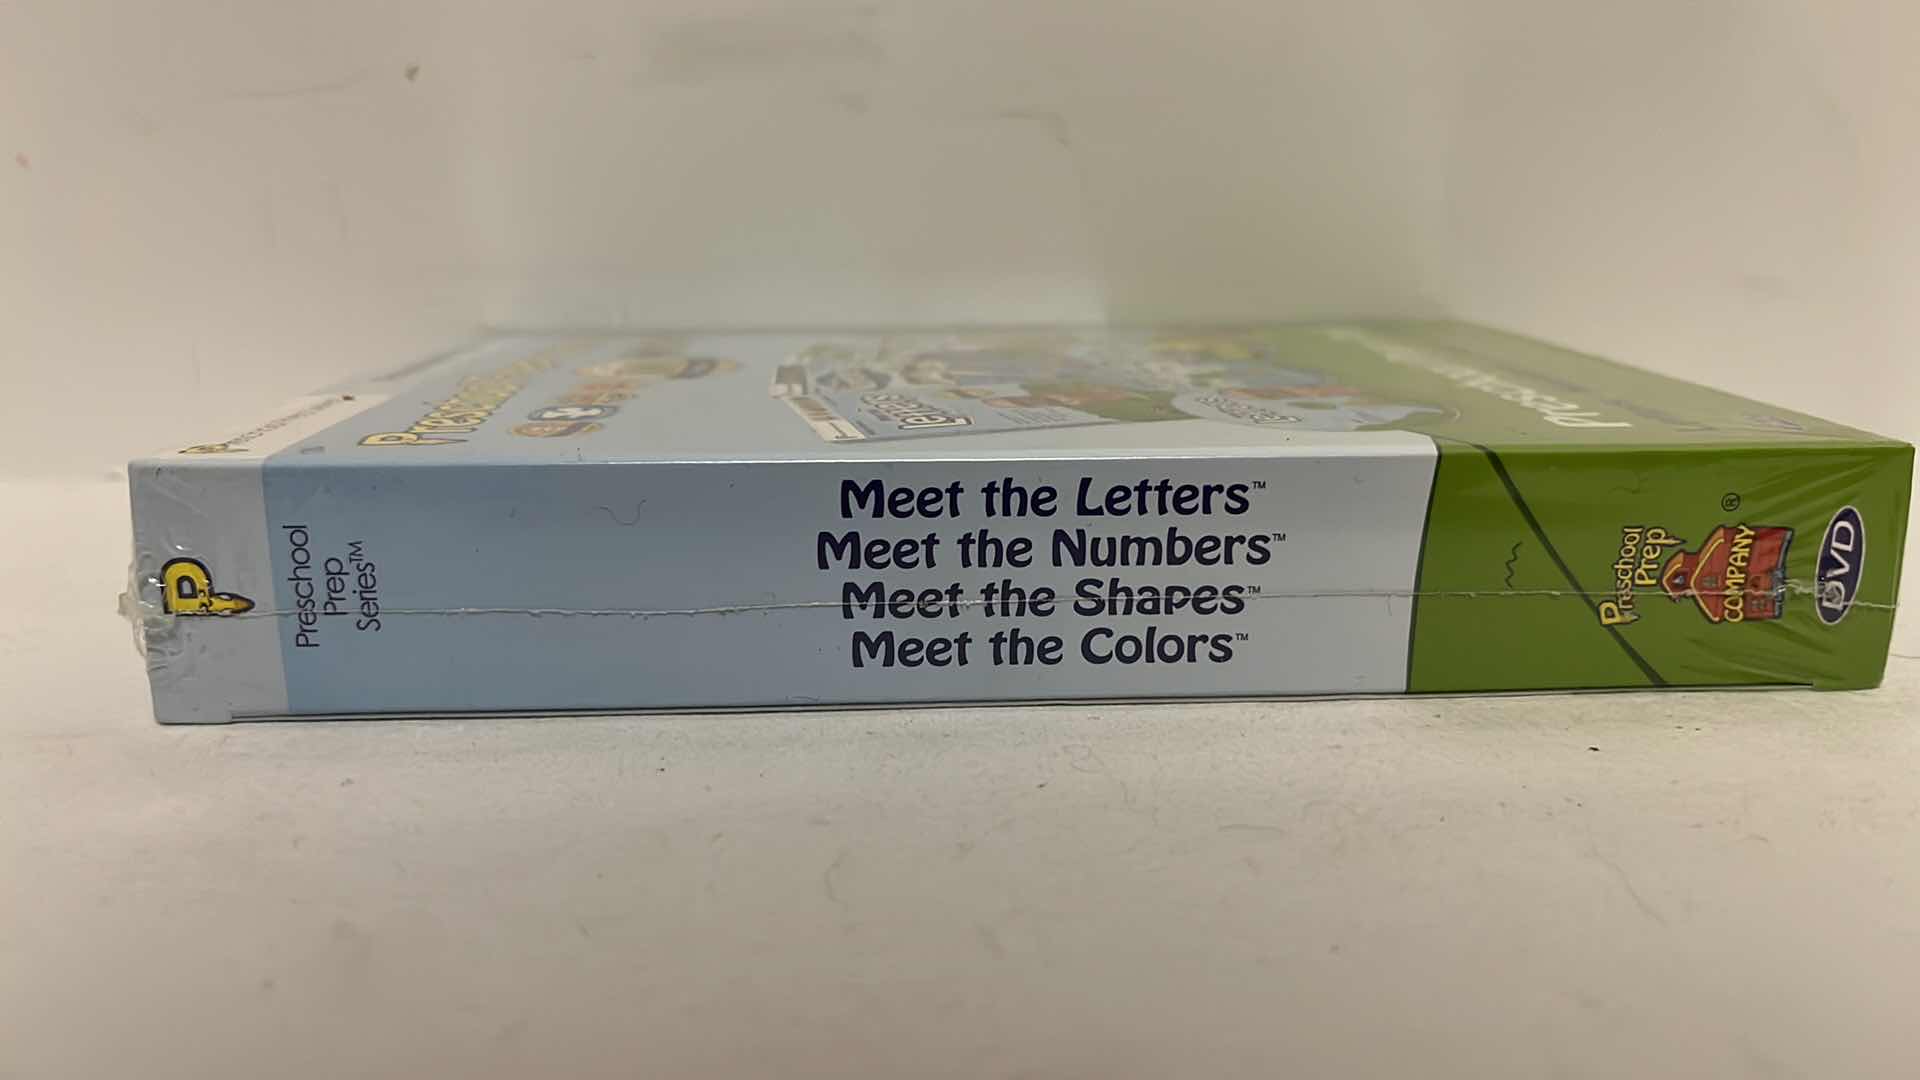 P
Preschool
Prep
Series™
Meet the Letters™
Meet the Numbers™
Meet the Shapes™
Meet the Colors™
Preschool
Prep
COMPANY®
DVD